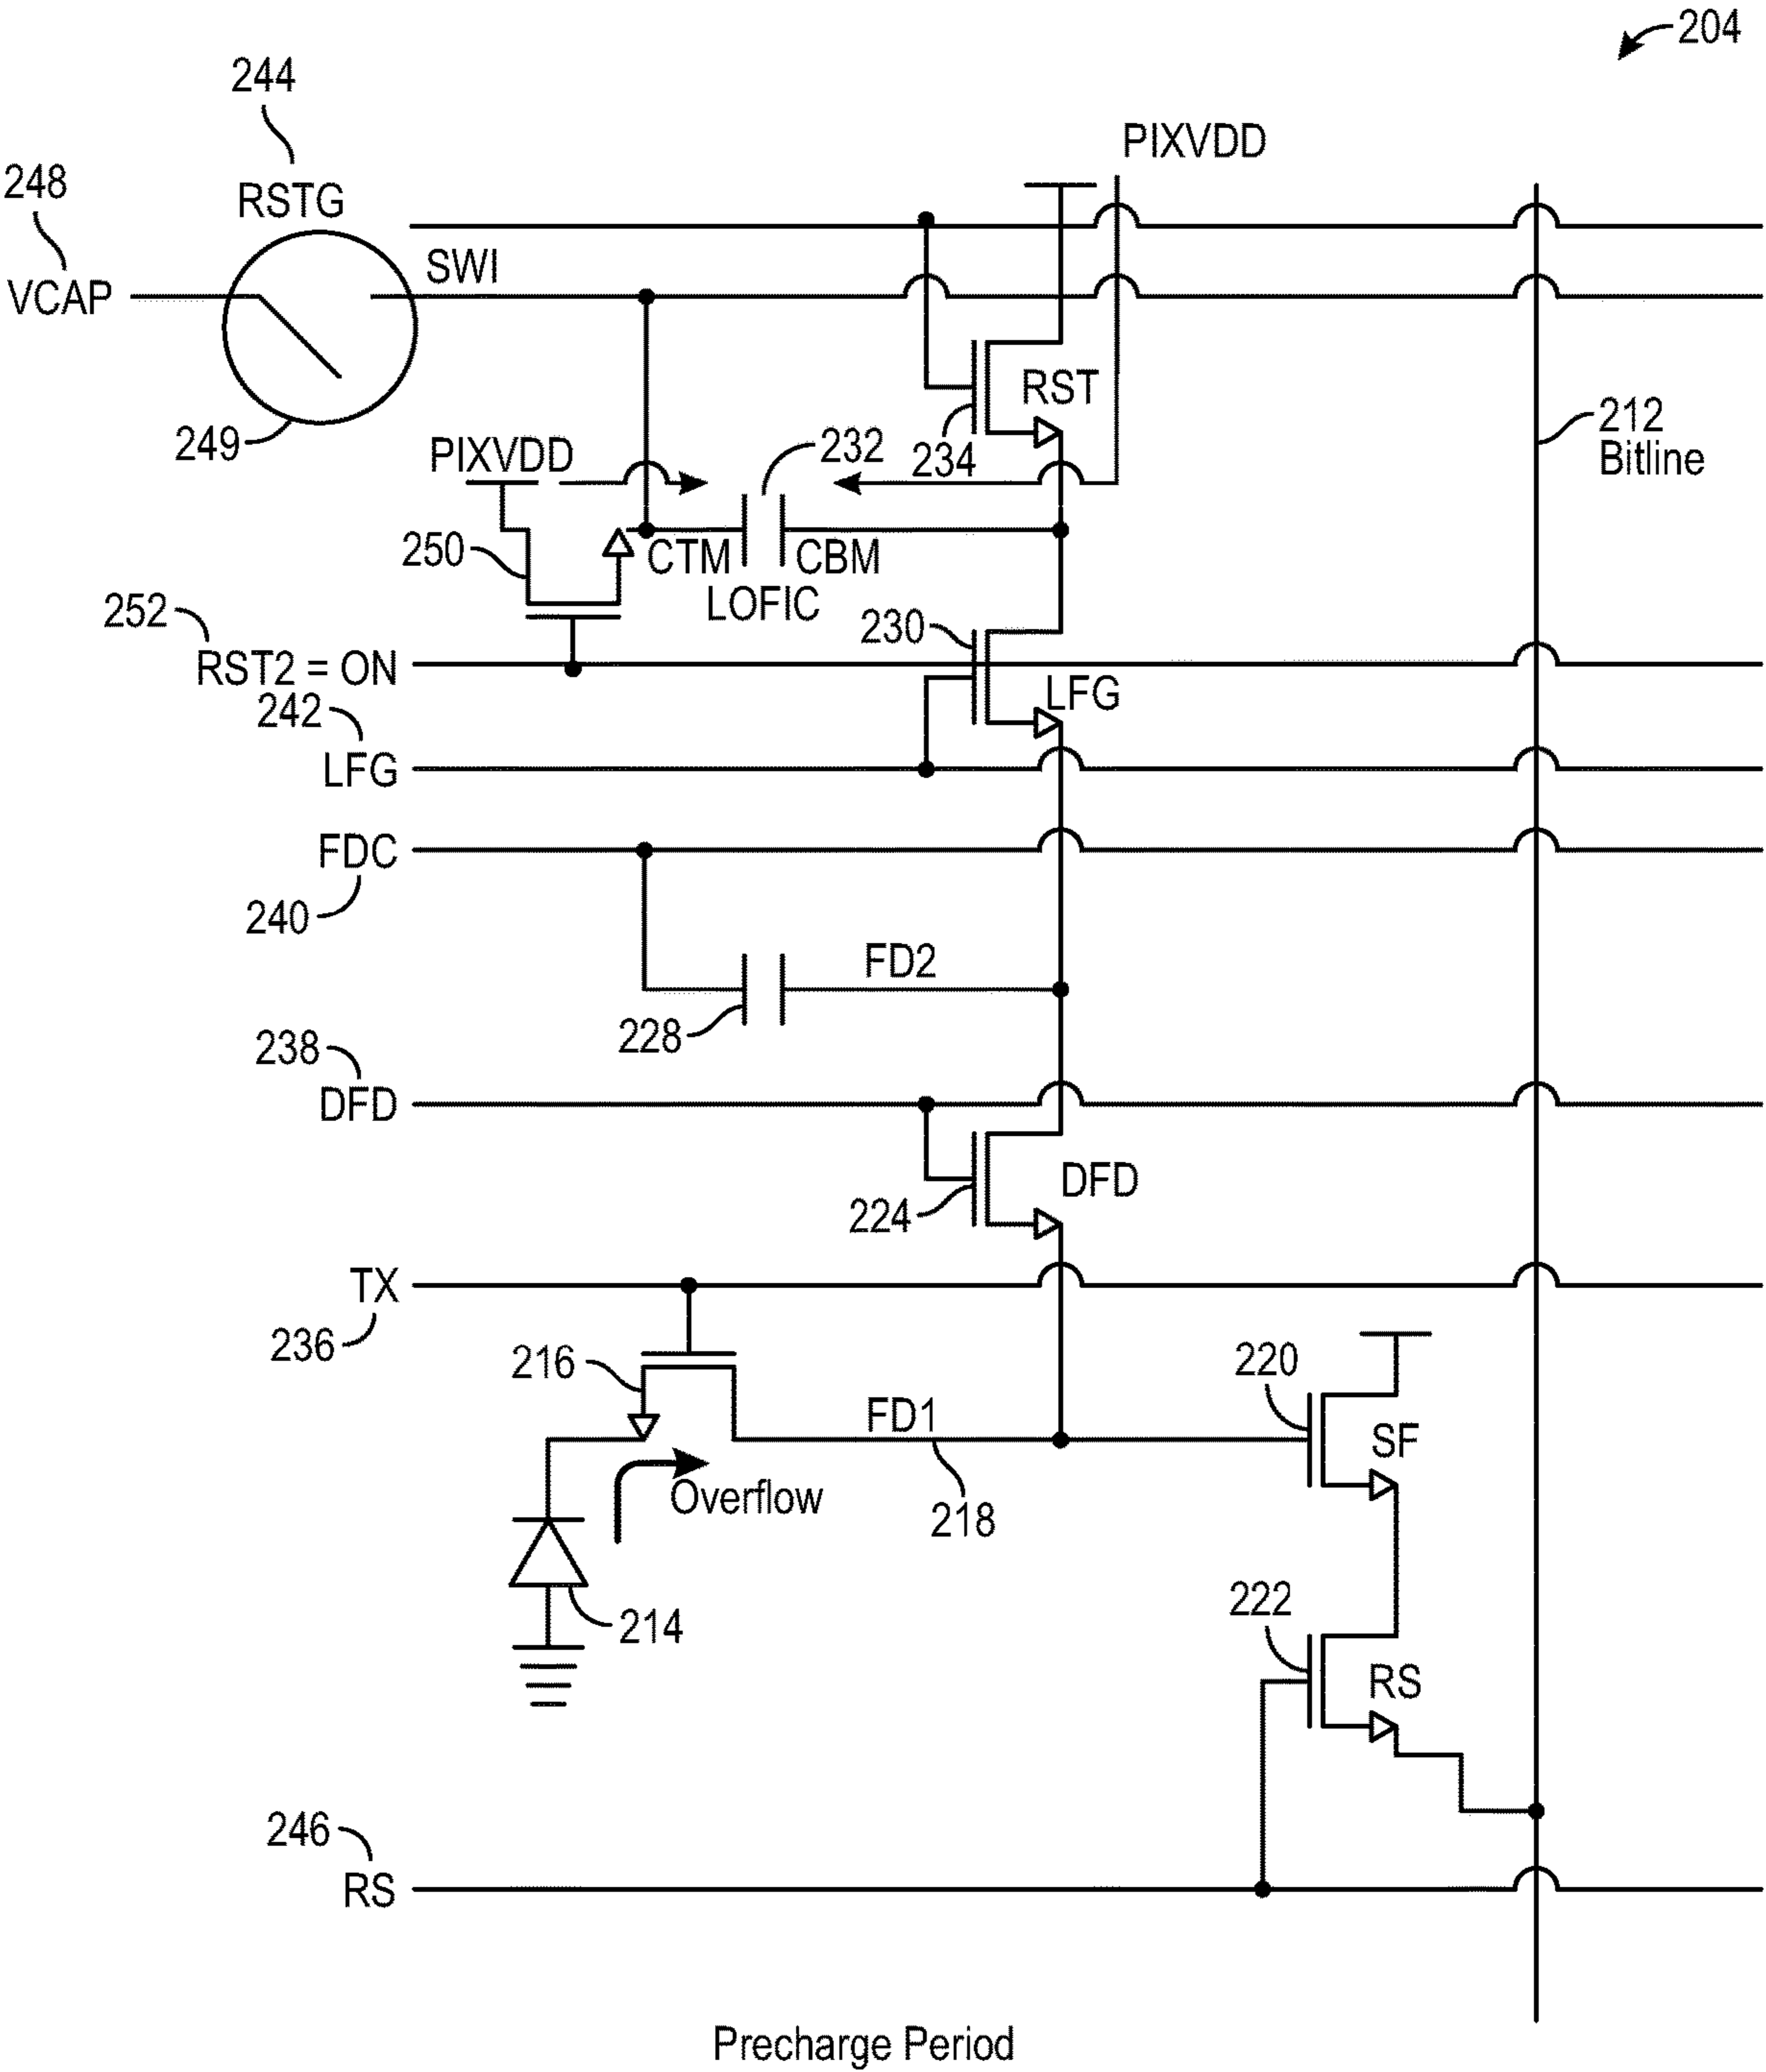 204
244
PIXVDD
248
RSTG
SWI
VCAP
RST
212
Bitline
249
PIXVDD
232
234
250
CTM
CBM
LOFIC
252
230
RST2 = ON
LFG
242
LFG
FDC
240
FD2
228
238
DFD
DFD
224
TX
236
216
220
FD1
SF
Overflow
218
214
222
RS
246
RS
Precharge Period